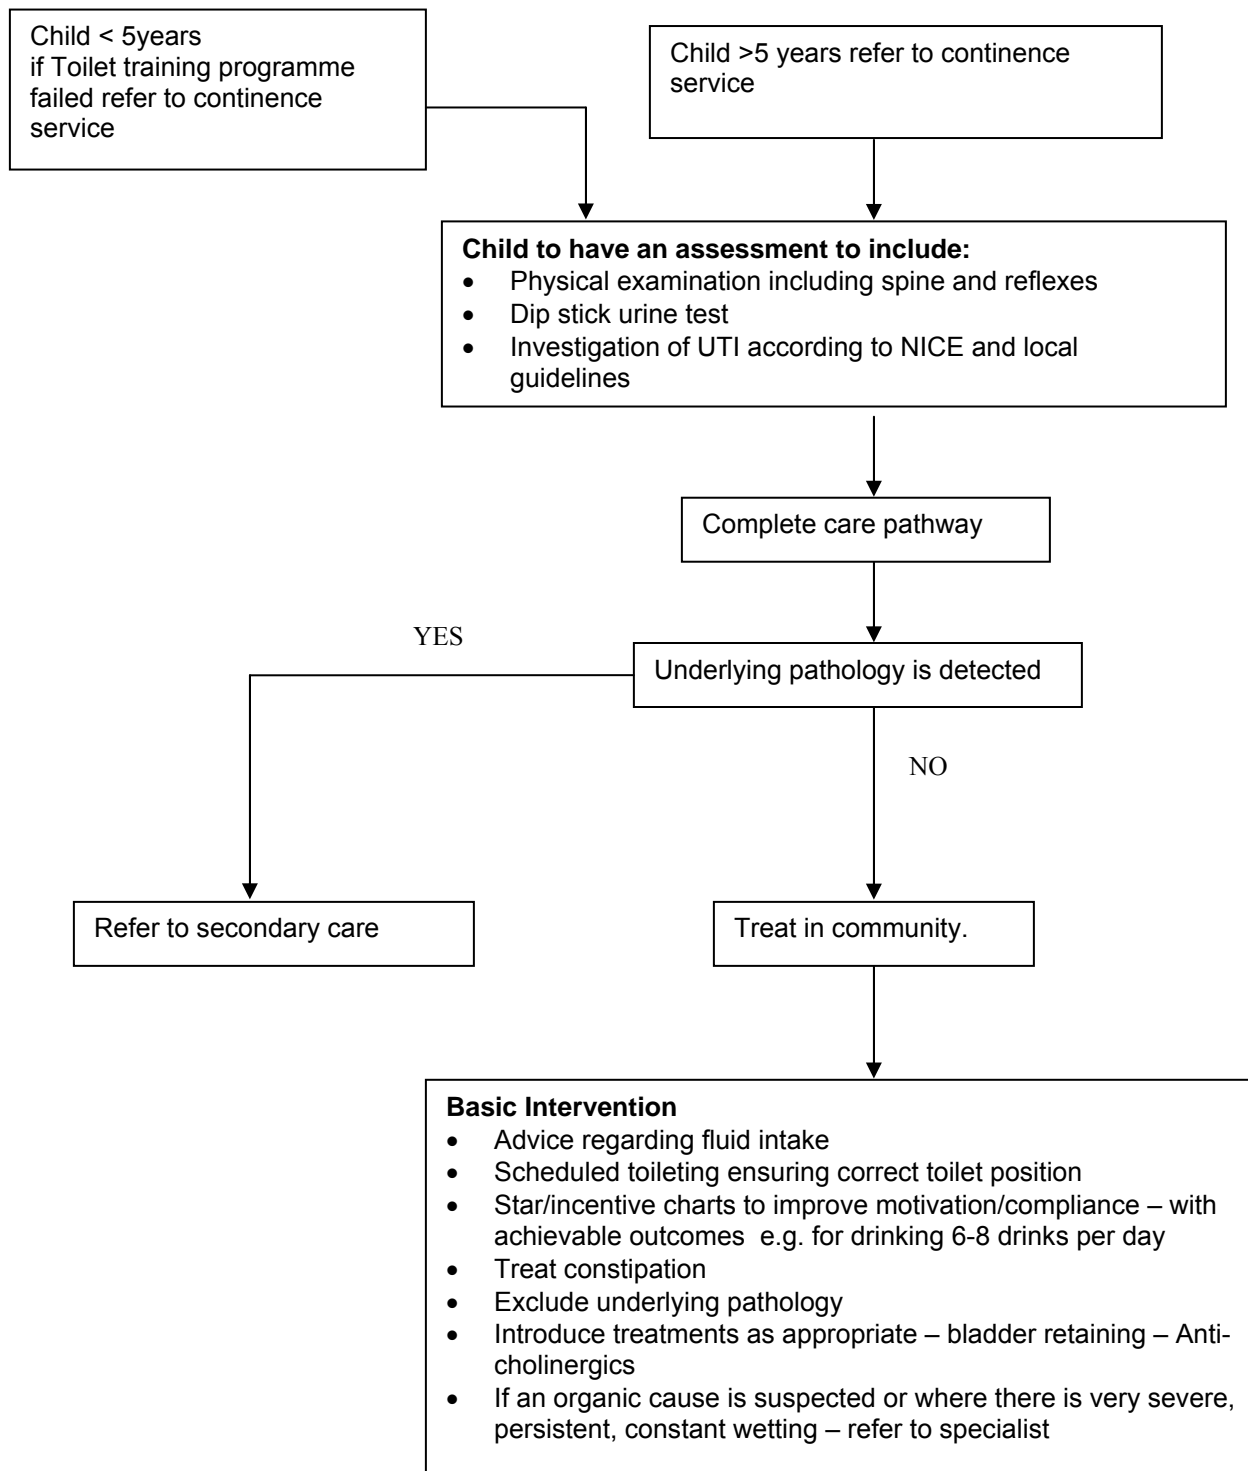 Child < 5years
if Toilet training programme
failed refer to continence
service
Child >5 years refer to continence
service
Child to have an assessment to include:
• Physical examination including spine and reflexes
• Dip stick urine test
• Investigation of UTI according to NICE and local
guidelines
Complete care pathway
YES
Underlying pathology is detected
NO
Refer to secondary care
Treat in community.
Basic Intervention
• Advice regarding fluid intake
• Scheduled toileting ensuring correct toilet position
• Star/incentive charts to improve motivation/compliance – with
achievable outcomes  e.g. for drinking 6-8 drinks per day
• Treat constipation
• Exclude underlying pathology
• Introduce treatments as appropriate – bladder retaining – Anti-
cholinergics
• If an organic cause is suspected or where there is very severe,
persistent, constant wetting – refer to specialist